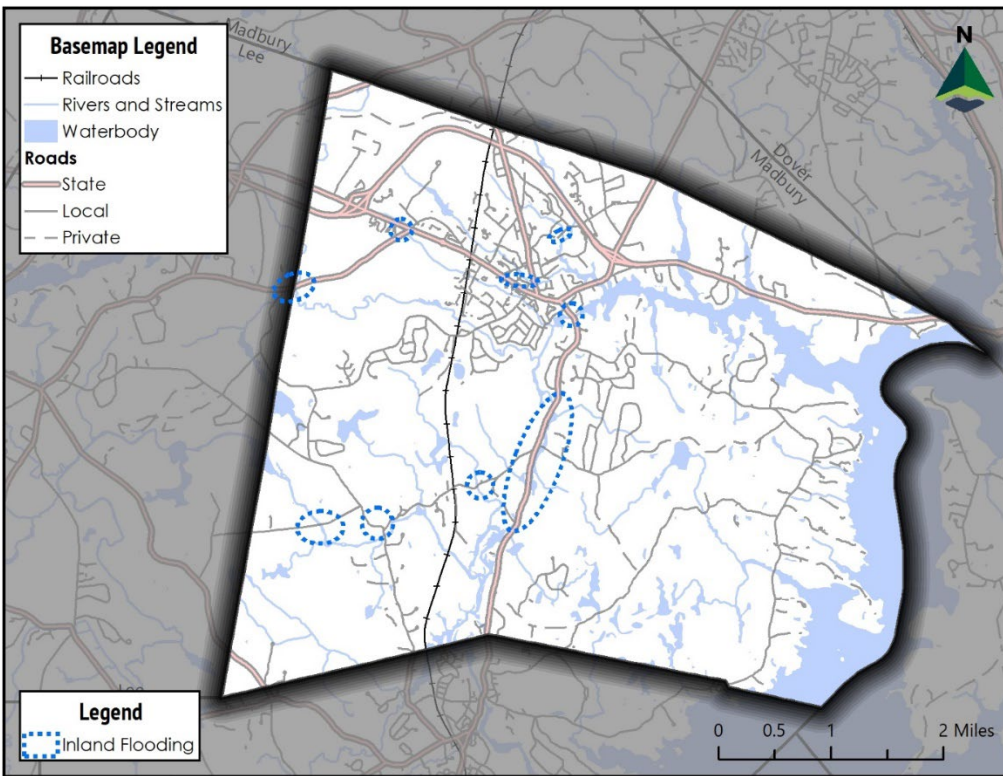 Basemap Legend
Railroads
Rivers and Streams
Waterbody
Roads
State
Local
Private
Madbury
Lee
N
Dover
Madbury
Lee
Legend
Inland Flooding
0 0.5 1 2 Miles